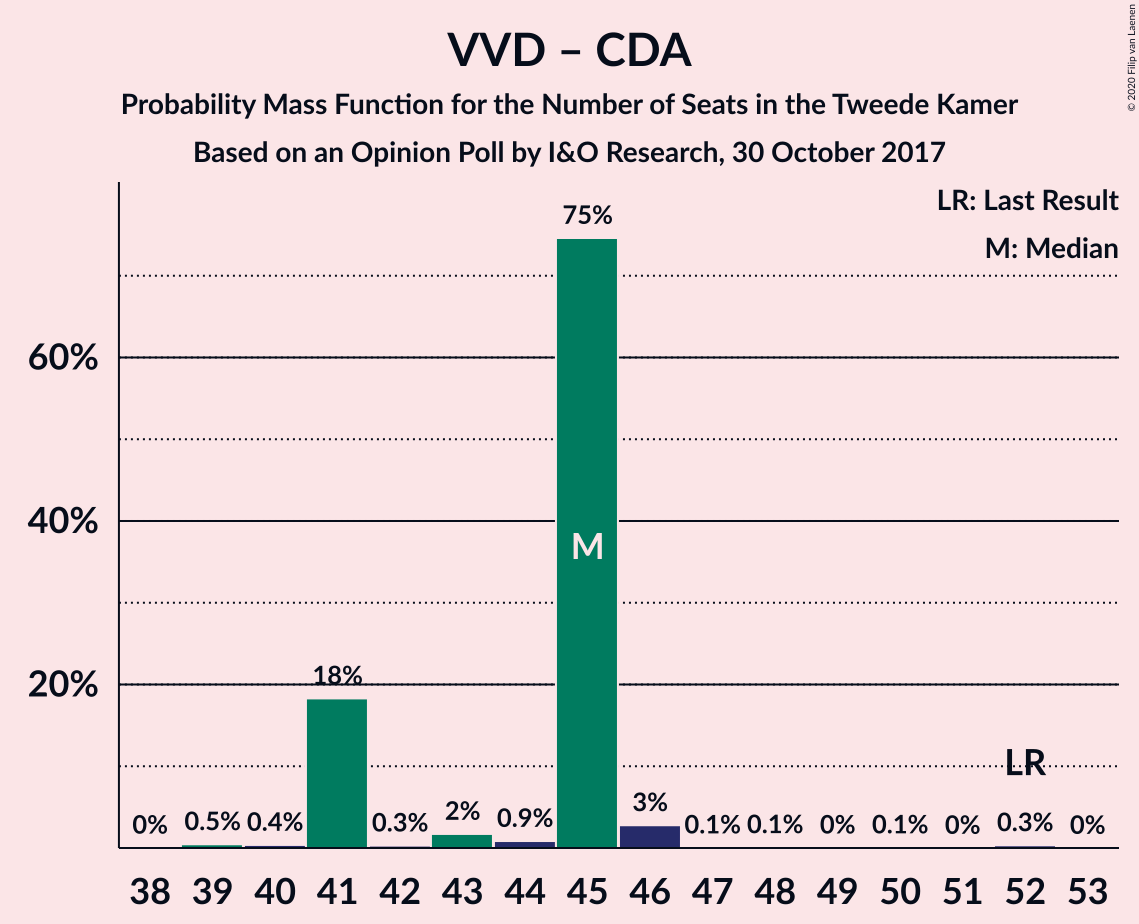 VVD – CDA
Probability Mass Function for the Number of Seats in the Tweede Kamer
Based on an Opinion Poll by I&O Research, 30 October 2017
© 2020 Filip van Laenen
LR: Last Result
M: Median
75%
60%
40%
M
20%
18%
LR
0% 0.5% 0.4% 0.3% 2% 0.9% 3% 0.1% 0.1% 0% 0.1% 0% 0.3% 0%
38 39 40 41 42 43 44 45 46 47 48 49 50 51 52 53